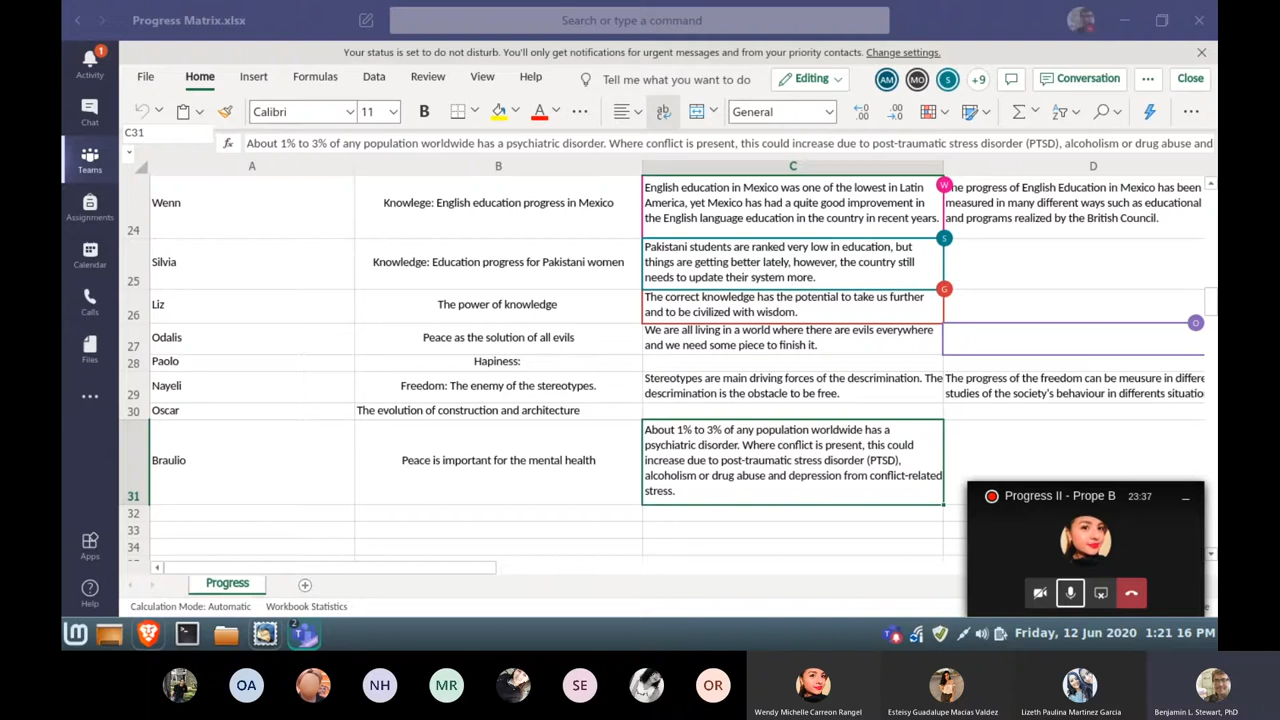 Progress Matrix.xlsx
Search or type a command
Your status is set to do not disturb. You'll only get notifications for urgent messages and from your priority contacts. Change settings.
1
Activity
Chat
Teams
Assignments
Calendar
Calls
Files
Apps
Help
File Home Insert Formulas Data Review View Help
Tell me what you want to do
Editing
AM MO S +9
Conversation
Close
Calibri 11 B A General
C31
fx About 1% to 3% of any population worldwide has a psychiatric disorder. Where conflict is present, this could increase due to post-traumatic stress disorder (PTSD), alcoholism or drug abuse and
A B C D
24 Wenn
Knowlege: English education progress in Mexico
English education in Mexico was one of the lowest in Latin
America, yet Mexico has had a quite good improvement in
the English language education in the country in recent years.
W
he progress of English Education in Mexico has been
measured in many different ways such as educational
and programs realized by the British Council.
25 Silvia
Knowledge: Education progress for Pakistani women
Pakistani students are ranked very low in education, but
things are getting better lately, however, the country still
needs to update their system more.
S
26 Liz
The power of knowledge
The correct knowledge has the potential to take us further
and to be civilized with wisdom.
G
27 Odalis
Peace as the solution of all evils
We are all living in a world where there are evils everywhere
and we need some piece to finish it.
O
28 Paolo
Hapiness:
29 Nayeli
Freedom: The enemy of the stereotypes.
Stereotypes are main driving forces of the descrimination. The
descrimination is the obstacle to be free.
The progress of the freedom can be meusure in differe
studies of the society's behaviour in differents situatio
30 Oscar
The evolution of construction and architecture
31 Braulio
Peace is important for the mental health
About 1% to 3% of any population worldwide has a
psychiatric disorder. Where conflict is present, this could
increase due to post-traumatic stress disorder (PTSD),
alcoholism or drug abuse and depression from conflict-related
stress.
32
33
34
Progress II - Prope B 23:37
Progress
Calculation Mode: Automatic Workbook Statistics
2
Friday, 12 Jun 2020 1:21 16 PM
OA NH MR SE OR
Wendy Michelle Carreon Rangel
Esteisy Guadalupe Macias Valdez
Lizeth Paulina Martinez Garcia
Benjamin L. Stewart, PhD